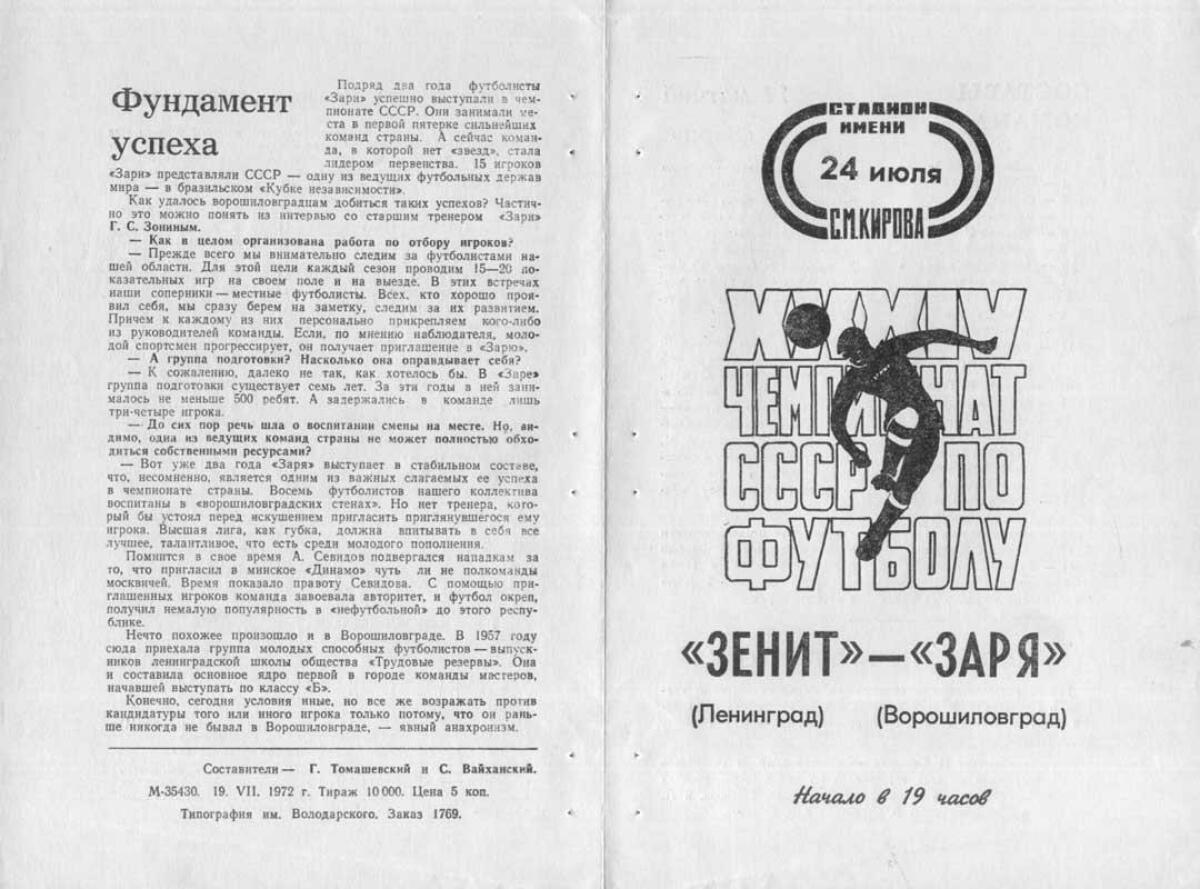 Фундамент
успеха
Подряд два года футболисты
«Зари» успешно выступали в чем-
пионате СССР. Они занимали ме-
ста в первой пятерке сильнейших
команд страны. А сейчас коман-
да, в которой нет «звезд», стала
лидером первенства. 15 игроков
«Зари» представляли СССР — одну из ведущих футбольных держав
мира — в бразильском «Кубке независимости».
Как удалось ворошиловградцам добиться таких успехов? Частич-
но это можно понять из интервью со старшим тренером «Зари»
Г. С. Зониным.
— Как в целом организована работа по отбору игроков?
— Прежде всего мы внимательно следим за футболистами на-
шей области. Для этой цели каждый сезон проводим 15—20 по-
казательных игр на своем поле и на выезде. В этих встречах
наши соперники — местные футболисты. Всех, кто хорошо проя-
вил себя, мы сразу берем на заметку, следим за их развитием.
Причем к каждому из них персонально прикрепляем кого-либо
из руководителей команды. Если, по мнению наблюдателя, моло-
дой спортсмен прогрессирует, он получает приглашение в «Зарю».
— А группа подготовки? Насколько она оправдывает себя?
— К сожалению, далеко не так, как хотелось бы. В «Заре»
группа подготовки существует семь лет. За эти годы в ней зани-
малось не меньше 500 ребят. А задержались в команде лишь
три-четыре игрока.
— До сих пор речь шла о воспитании смены на месте. Но, ви-
димо, одна из ведущих команд страны не может полностью обхо-
диться собственными ресурсами?
— Вот уже два года «Заря» выступает в стабильном составе,
что, несомненно, является одним из важных слагаемых ее успеха
в чемпионате страны. Восемь футболистов нашего коллектива
воспитаны в «ворошиловградских стенах». Но нет тренера, кото-
рый бы устоял перед искушением пригласить приглянувшегося ему
игрока. Высшая лига, как губка, должна впитывать в себя все
лучшее, талантливое, что есть среди молодого пополнения.
Помнится в свое время А. Севидов подвергался нападкам за
то, что пригласил в минское «Динамо» чуть ли не полкоманды
москвичей. Время показало правоту Севидова. С помощью при-
глашенных игроков команда завоевала авторитет, и футбол окреп,
получил немалую популярность в «нефутбольной» до этого респу-
блике.
Нечто похожее произошло и в Ворошиловграде. В 1957 году
сюда приехала группа молодых способных футболистов — выпуск-
ников ленинградской школы общества «Трудовые резервы». Она
и составила основное ядро первой в городе команды мастеров,
начавшей выступать по классу «Б».
Конечно, сегодня условия иные, но все же возражать против
кандидатуры того или иного игрока только потому, что он рань-
ше никогда не бывал в Ворошиловграде, — явный анахронизм.
Составители — Г. Томашевский и С. Вайханский.
М-35430. 19. VII. 1972 г. Тираж 10 000. Цена 5 коп.
Типография им. Володарского. Заказ 1769.
СТАДИОН
ИМЕНИ
24 ИЮЛЯ
С.М.КИРОВА
XXXIV
ЧЕМПИОНАТ
СССР ПО
ФУТБОЛУ
«ЗЕНИТ»—«ЗАРЯ»
(Ленинград) (Ворошиловград)
Начало в 19 часов